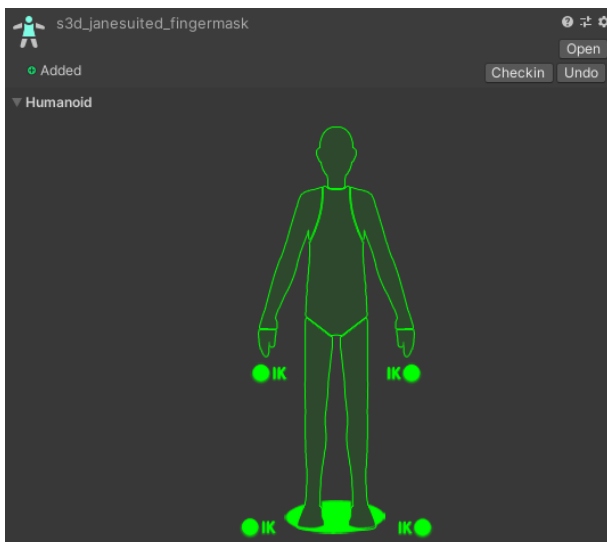 s3d_janesuited_fingermask
Open
Added
Checkin Undo
Humanoid
IK IK
IK IK